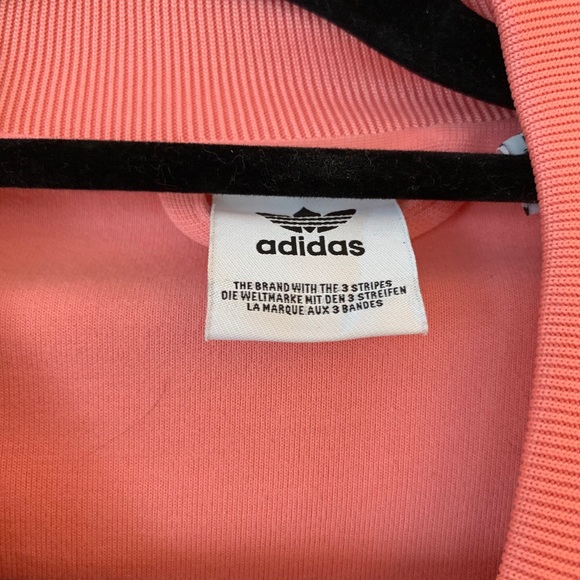 adidas
THE BRAND WITH THE 3 STRIPES
DIE WELTMARKE MIT DEN 3 STREIFEN
LA MARQUE AUX 3 BANDES